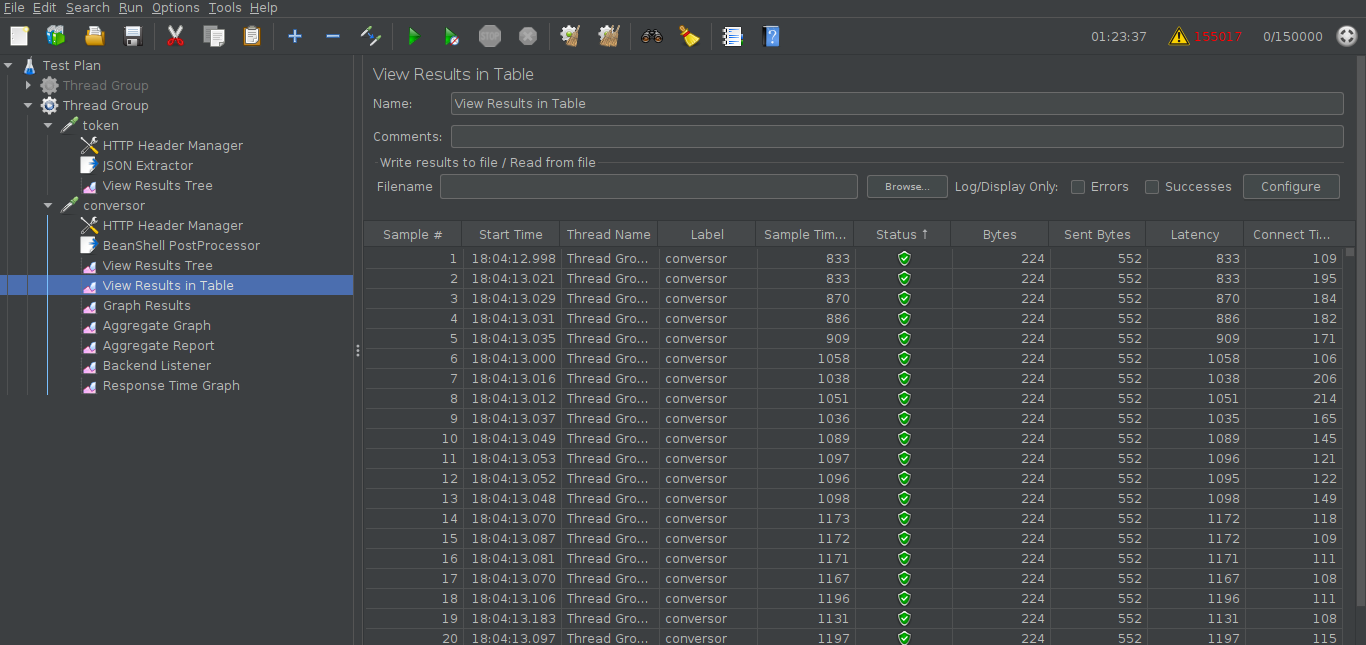 File Edit Search Run Options Tools Help
STOP 01:23:37 155017 0/150000
Test Plan
Thread Group
Thread Group
token
HTTP Header Manager
JSON Extractor
View Results Tree
conversor
HTTP Header Manager
BeanShell PostProcessor
View Results Tree
View Results in Table
Graph Results
Aggregate Graph
Aggregate Report
Backend Listener
Response Time Graph
View Results in Table
Name: View Results in Table
Comments:
Write results to file / Read from file
Filename Browse... Log/Display Only: Errors Successes Configure
Sample # Start Time Thread Name Label Sample Tim... Status ↑ Bytes Sent Bytes Latency Connect Ti...
1 18:04:12.998 Thread Gro... conversor 833 224 552 833 109
2 18:04:13.021 Thread Gro... conversor 833 224 552 833 195
3 18:04:13.029 Thread Gro... conversor 870 224 552 870 184
4 18:04:13.031 Thread Gro... conversor 886 224 552 886 182
5 18:04:13.035 Thread Gro... conversor 909 224 552 909 171
6 18:04:13.000 Thread Gro... conversor 1058 224 552 1058 106
7 18:04:13.016 Thread Gro... conversor 1038 224 552 1038 206
8 18:04:13.012 Thread Gro... conversor 1051 224 552 1051 214
9 18:04:13.037 Thread Gro... conversor 1036 224 552 1035 165
10 18:04:13.049 Thread Gro... conversor 1089 224 552 1089 145
11 18:04:13.053 Thread Gro... conversor 1097 224 552 1096 121
12 18:04:13.052 Thread Gro... conversor 1096 224 552 1095 122
13 18:04:13.048 Thread Gro... conversor 1098 224 552 1098 149
14 18:04:13.070 Thread Gro... conversor 1173 224 552 1172 118
15 18:04:13.087 Thread Gro... conversor 1172 224 552 1172 109
16 18:04:13.081 Thread Gro... conversor 1171 224 552 1171 111
17 18:04:13.070 Thread Gro... conversor 1167 224 552 1167 108
18 18:04:13.106 Thread Gro... conversor 1196 224 552 1196 111
19 18:04:13.183 Thread Gro... conversor 1131 224 552 1131 108
20 18:04:13.097 Thread Gro... conversor 1197 224 552 1197 115